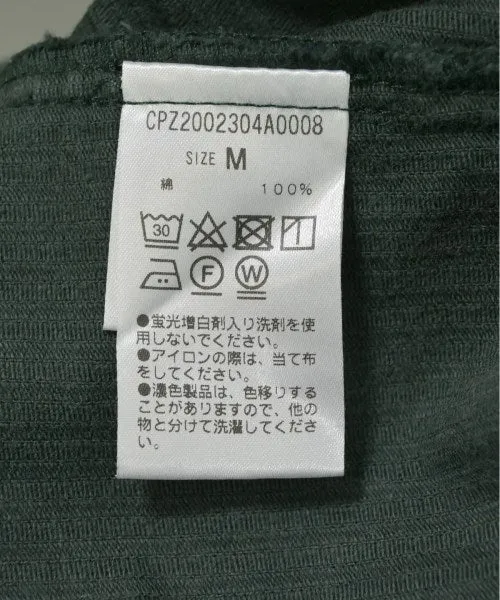 CPZ2002304A0008
SIZE M
綿 100%
30
F W
●蛍光増白剤入り洗剤を使
用しないでください。
●アイロンの際は、当て布
をしてください。
●濃色製品は、色移りする
ことがありますので、他の
物と分けて洗濯してください。